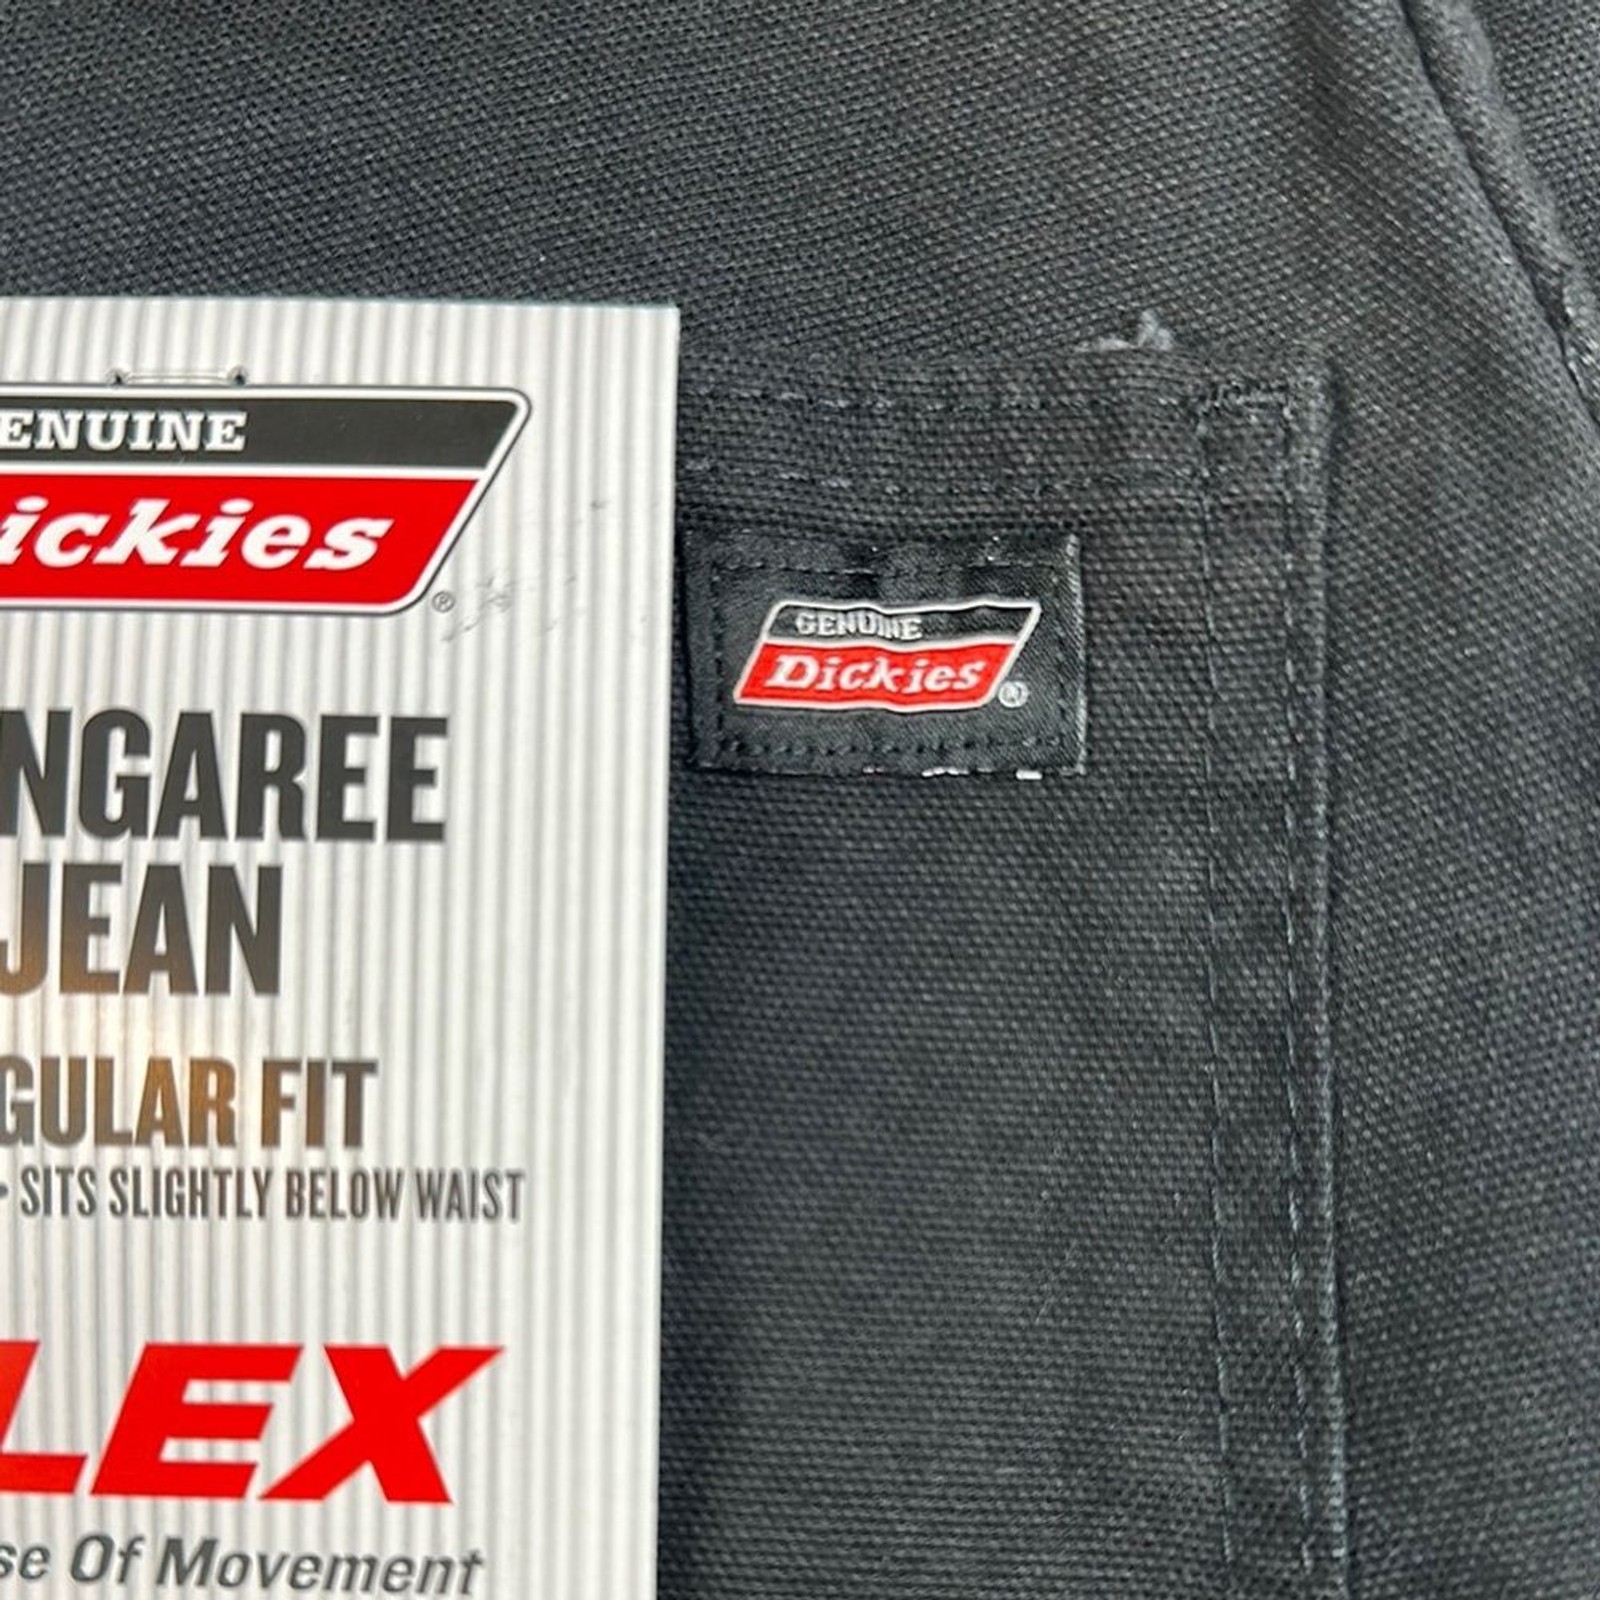 ENUINE
ickies®
NGAREE
JEAN
GULAR FIT
• SITS SLIGHTLY BELOW WAIST
LEX
se Of Movement
GENUINE
Dickies®